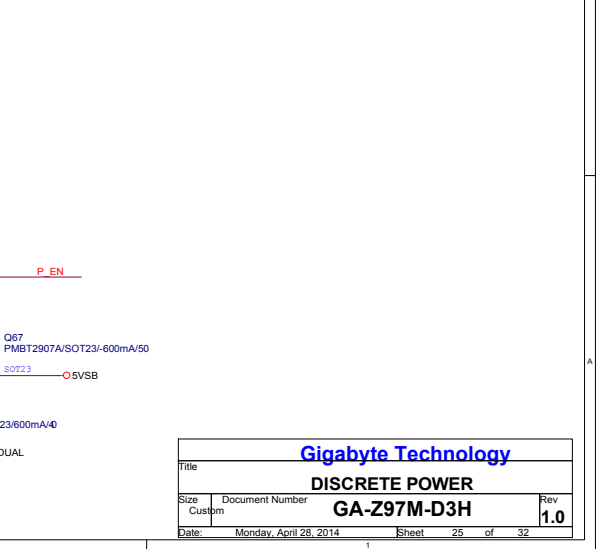 P_EN
Q67
PMBT2907A/SOT23/-600mA/50
SOT23
5VSB
A
23/600mA/40
DUAL
Gigabyte Technology
Title
DISCRETE POWER
Size Document Number Rev
Custom GA-Z97M-D3H 1.0
Date: Monday, April 28, 2014 Sheet 25 of 32
1